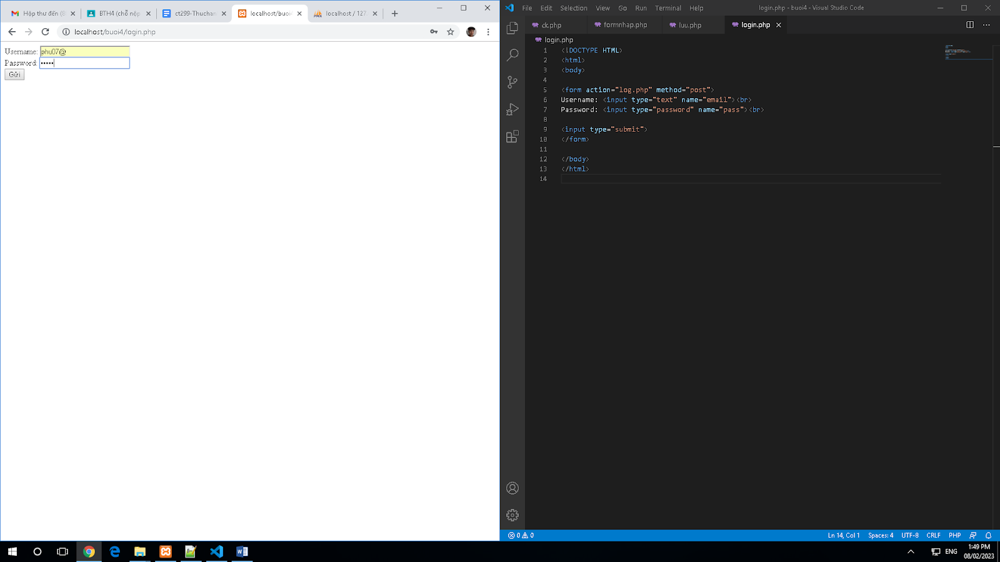 Hộp thư đến (8
BTH4 (chỗ nộp
ct299-Thuchan
localhost/buoi4
localhost / 127
localhost/buoi4/login.php
Username: phu07@
Password: •••••
Gửi
File Edit Selection View Go Run Terminal Help
login.php - buoi4 - Visual Studio Code
ck.php
formnhap.php
luu.php
login.php
login.php
1 <!DOCTYPE HTML>
2 <html>
3 <body>
4
5 <form action="log.php" method="post">
6 Username: <input type="text" name="email"><br>
7 Password: <input type="password" name="pass"><br>
8
9 <input type="submit">
10 </form>
11
12 </body>
13 </html>
14
0 0
Ln 14, Col 1 Spaces: 4 UTF-8 CRLF PHP
ENG
1:49 PM
08/02/2023